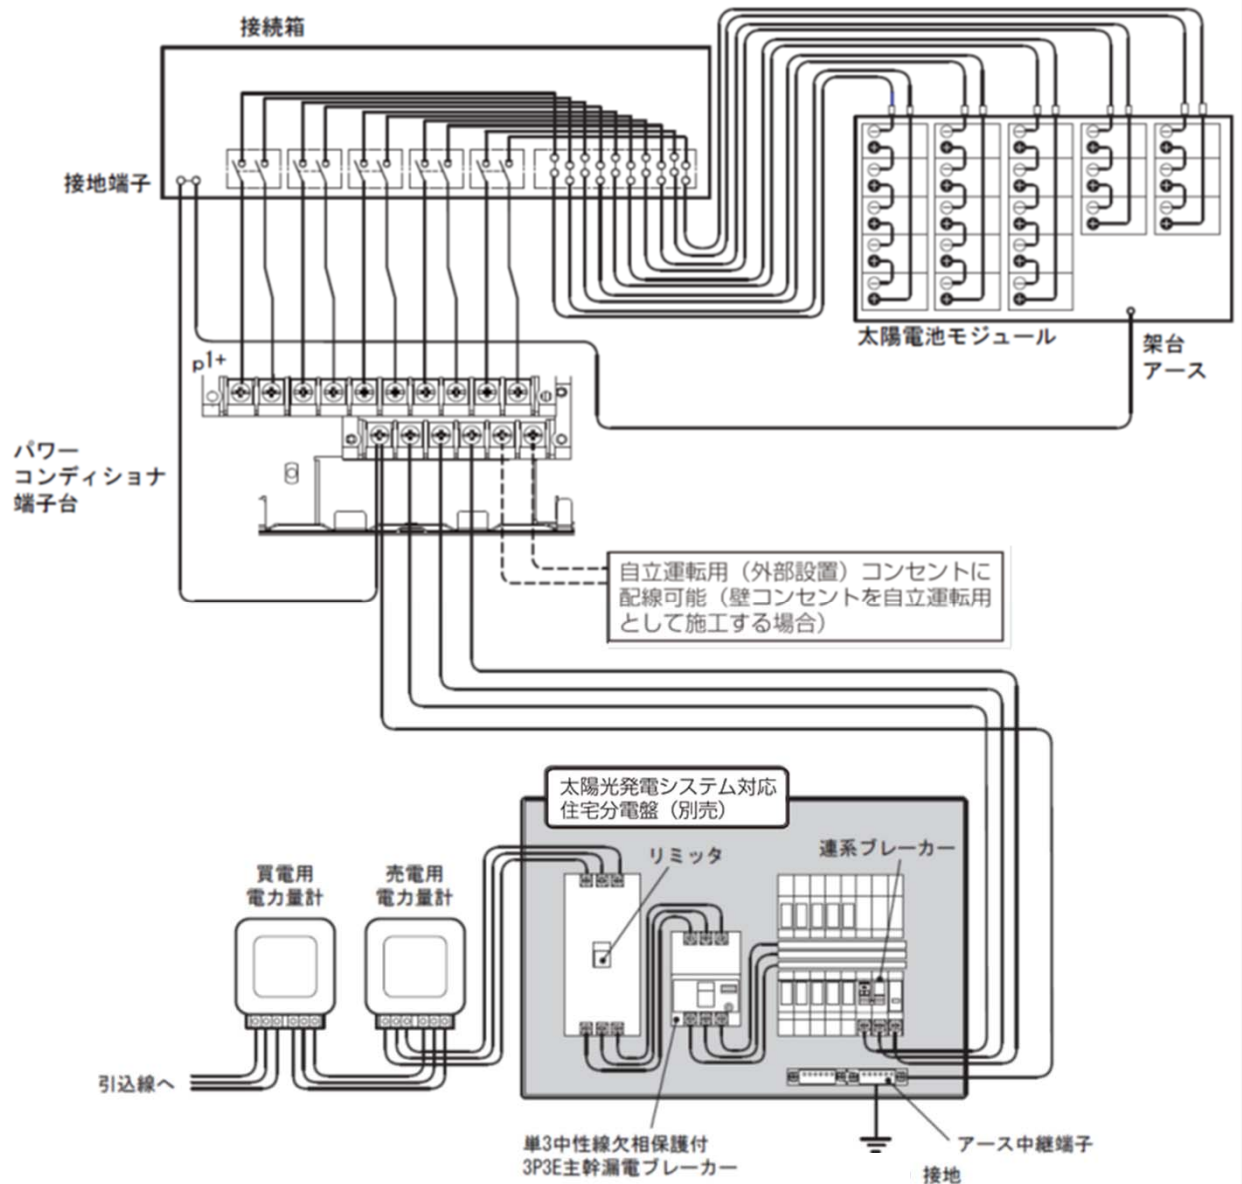 接続箱
接地端子
太陽電池モジュール
架台
アース
p1+
パワー
コンディショナ
端子台
自立運転用（外部設置）コンセントに
配線可能（壁コンセントを自立運転用
として施工する場合）
太陽光発電システム対応
住宅分電盤（別売）
リミッタ
連系ブレーカー
買電用
電力量計
売電用
電力量計
引込線へ
単3中性線欠相保護付
3P3E主幹漏電ブレーカー
アース中継端子
接地